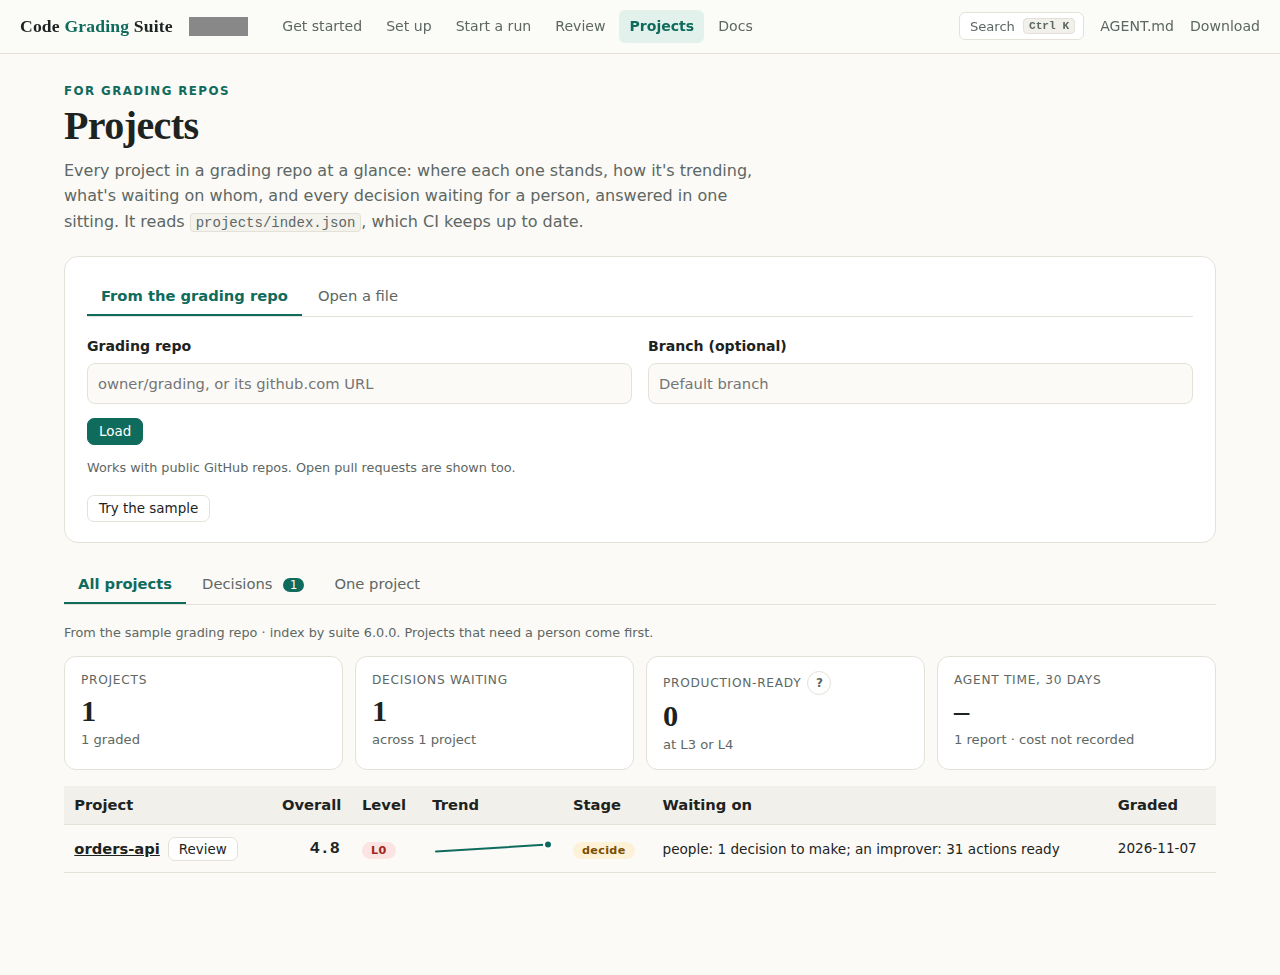 Code Grading Suite
Get started Set up Start a run Review Projects Docs
Search Ctrl K AGENT.md Download
FOR GRADING REPOS
Projects
Every project in a grading repo at a glance: where each one stands, how it's trending,
what's waiting on whom, and every decision waiting for a person, answered in one
sitting. It reads projects/index.json, which CI keeps up to date.
From the grading repo Open a file
Grading repo Branch (optional)
owner/grading, or its github.com URL Default branch
Load
Works with public GitHub repos. Open pull requests are shown too.
Try the sample
All projects Decisions 1 One project
From the sample grading repo · index by suite 6.0.0. Projects that need a person come first.
PROJECTS
1
1 graded
DECISIONS WAITING
1
across 1 project
PRODUCTION-READY ?
0
at L3 or L4
AGENT TIME, 30 DAYS
—
1 report · cost not recorded
Project Overall Level Trend Stage Waiting on Graded
orders-api Review 4.8 L0 decide people: 1 decision to make; an improver: 31 actions ready 2026-11-07